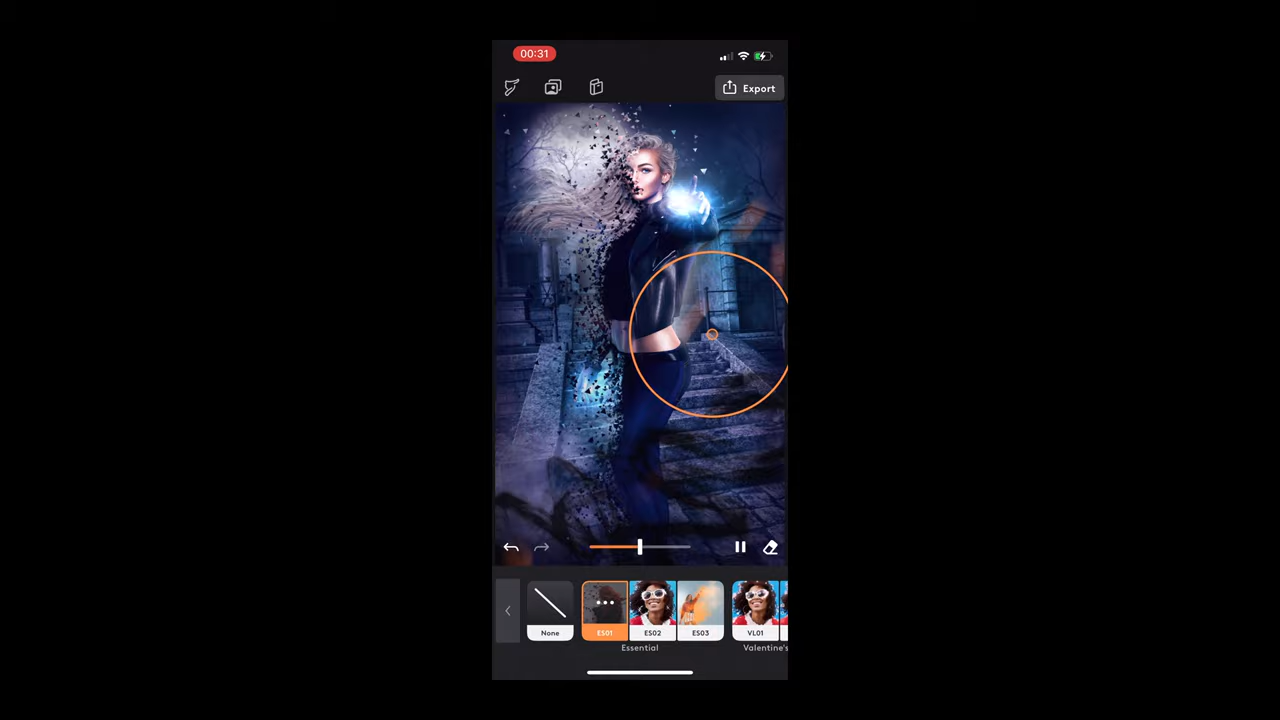 00:31
Export
None
ES01
ES02
ES03
VL01
Essential
Valentine's